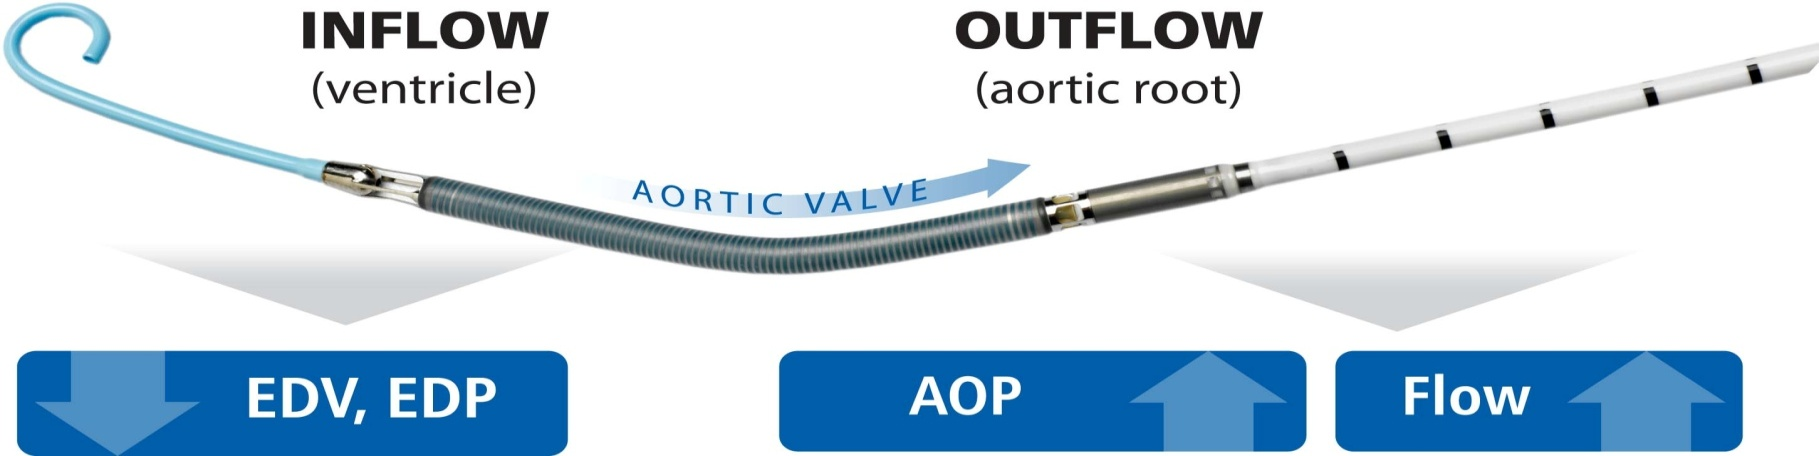 INFLOW
(ventricle)
OUTFLOW
(aortic root)
AORTIC VALVE
EDV, EDP
AOP
Flow